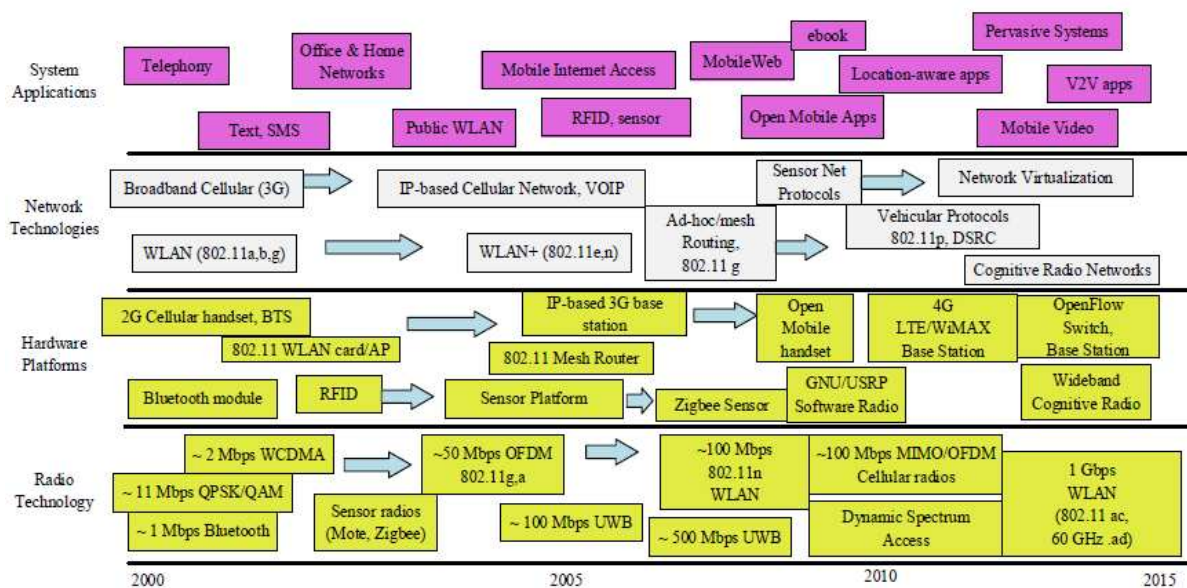 System
Applications
Telephony
Office & Home
Networks
Text, SMS
Public WLAN
Mobile Internet Access
RFID, sensor
MobileWeb
ebook
Location-aware apps
Open Mobile Apps
Pervasive Systems
V2V apps
Mobile Video
Network
Technologies
Broadband Cellular (3G)
IP-based Cellular Network, VOIP
Sensor Net
Protocols
Network Virtualization
WLAN (802.11a,b,g)
WLAN+ (802.11e,n)
Ad-hoc/mesh
Routing,
802.11 g
Vehicular Protocols
802.11p, DSRC
Cognitive Radio Networks
Hardware
Platforms
2G Cellular handset, BTS
802.11 WLAN card/AP
IP-based 3G base
station
802.11 Mesh Router
Open
Mobile
handset
4G
LTE/WiMAX
Base Station
OpenFlow
Switch,
Base Station
Bluetooth module
RFID
Sensor Platform
Zigbee Sensor
GNU/USRP
Software Radio
Wideband
Cognitive Radio
Radio
Technology
~ 2 Mbps WCDMA
~ 11 Mbps QPSK/QAM
~ 1 Mbps Bluetooth
Sensor radios
(Mote, Zigbee)
~50 Mbps OFDM
802.11g,a
~ 100 Mbps UWB
~100 Mbps
802.11n
WLAN
~ 500 Mbps UWB
~100 Mbps MIMO/OFDM
Cellular radios
Dynamic Spectrum
Access
1 Gbps
WLAN
(802.11 ac,
60 GHz .ad)
2000
2005
2010
2015